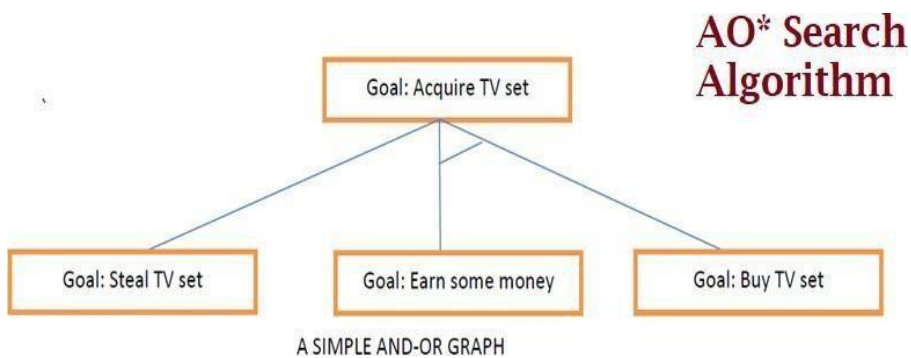 AO* Search
Algorithm
Goal: Acquire TV set
Goal: Steal TV set
Goal: Earn some money
Goal: Buy TV set
A SIMPLE AND-OR GRAPH